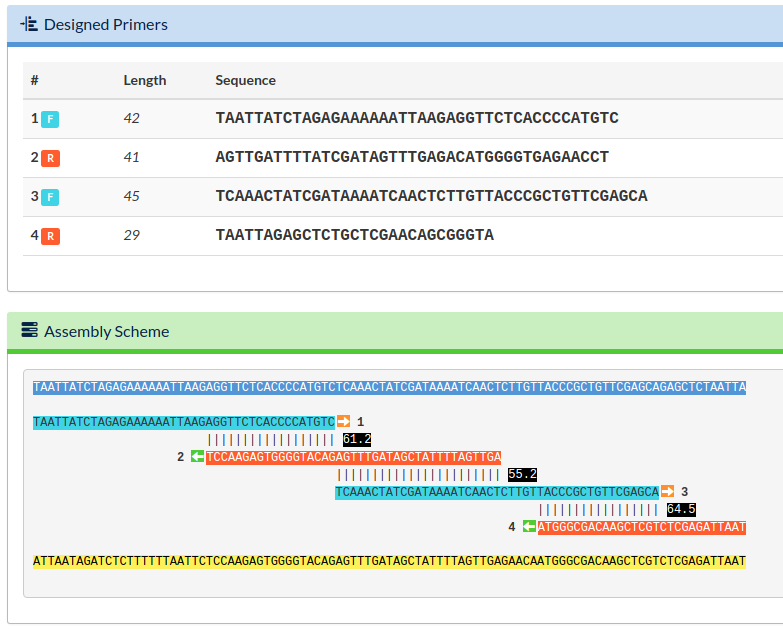 Designed Primers
# Length Sequence
1 F 42 TAATTATCTAGAGAAAAAATTAAGAGGTTCTCACCCCATGTC
2 R 41 AGTTGATTTTATCGATAGTTTGAGACATGGGGTGAGAACCT
3 F 45 TCAAACTATCGATAAAATCAACTCTTGTTACCCGCTGTTCGAGCA
4 R 29 TAATTAGAGCTCTGCTCGAACAGCGGGTA
Assembly Scheme
TAATTATCTAGAGAAAAAATTAAGAGGTTCTCACCCCATGTCTCAAACTATCGATAAAATCAACTCTTGTTACCCGCTGTTCGAGCAGAGCTCTAATTA
TAATTATCTAGAGAAAAAATTAAGAGGTTCTCACCCCATGTC 1
61.2
2 TCCAAGAGTGGGGTACAGAGTTTGATAGCTATTTTAGTTGA
55.2
TCAAACTATCGATAAAATCAACTCTTGTTACCCGCTGTTCGAGCA 3
64.5
4 ATGGGCGACAAGCTCGTCTCGAGATTAAT
ATTAATAGATCTCTTTTTTAATTCTCCAAGAGTGGGGTACAGAGTTTGATAGCTATTTTAGTTGAGAACAATGGGCGACAAGCTCGTCTCGAGATTAAT